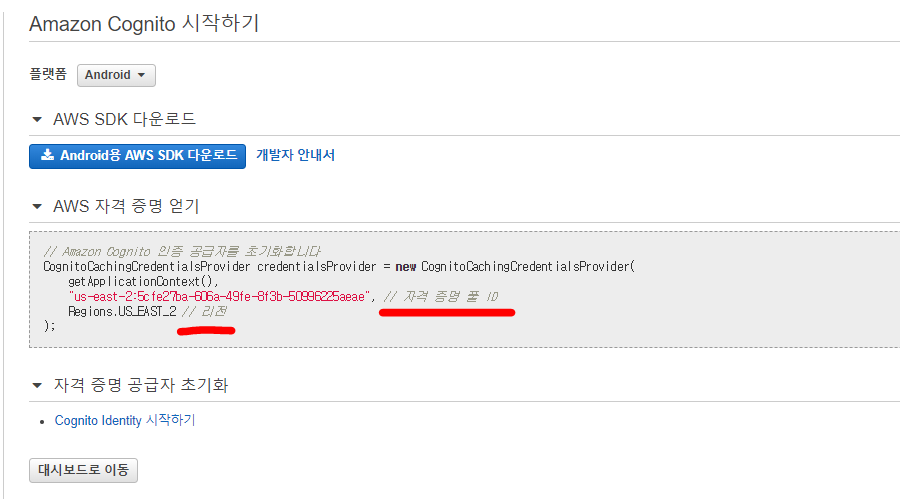 Amazon Cognito 시작하기
플랫폼 Android
AWS SDK 다운로드
Android용 AWS SDK 다운로드 개발자 안내서
AWS 자격 증명 얻기
// Amazon Cognito 인증 공급자를 초기화합니다
CognitoCachingCredentialsProvider credentialsProvider = new CognitoCachingCredentialsProvider(
getApplicationContext(),
"us-east-2:5cfe27ba-606a-49fe-8f3b-50996225aeae", // 자격 증명 풀 ID
Regions.US_EAST_2 // 리전
);
자격 증명 공급자 초기화
Cognito Identity 시작하기
대시보드로 이동